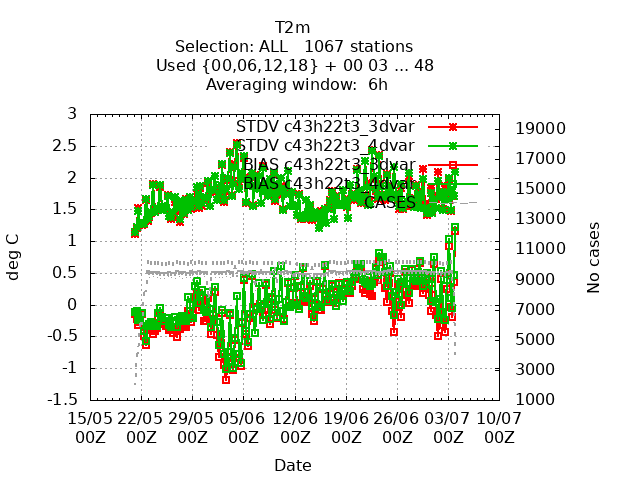 T2m
Selection: ALL   1067 stations
Used {00,06,12,18} + 00 03 ... 48
Averaging window:  6h
STDV c43h22t3_3dvar
STDV c43h22t3_4dvar
BIAS c43h22t3_3dvar
BIAS c43h22t3_4dvar
CASES
deg C
3
2.5
2
1.5
1
0.5
0
-0.5
-1
-1.5
No cases
19000
17000
15000
13000
11000
9000
7000
5000
3000
1000
15/05 22/05 29/05 05/06 12/06 19/06 26/06 03/07 10/07
00Z 00Z 00Z 00Z 00Z 00Z 00Z 00Z 00Z
Date